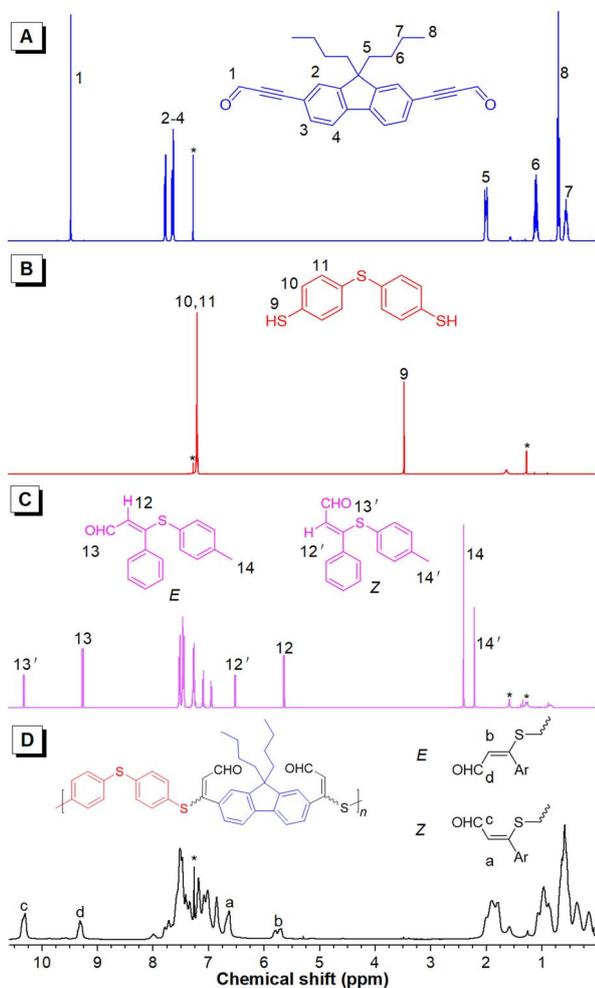 A
1
2-4
*
1
O
2
3
4
5
6
7
8
O
5
6
8
7
B
10,11
*
9
HS
10
11
S
SH
9
*
C
H 12
OHC
13
S
14
E
CHO 13'
H
12'
S
14'
Z
13'
13
12'
12
14
14'
*
*
D
S
S
CHO
CHO
S
n
b
S
E
OHC
d
Ar
c
OHC
S
Z
a
Ar
c
d
*
a
b
10 9 8 7 6 5 4 3 2 1
Chemical shift (ppm)